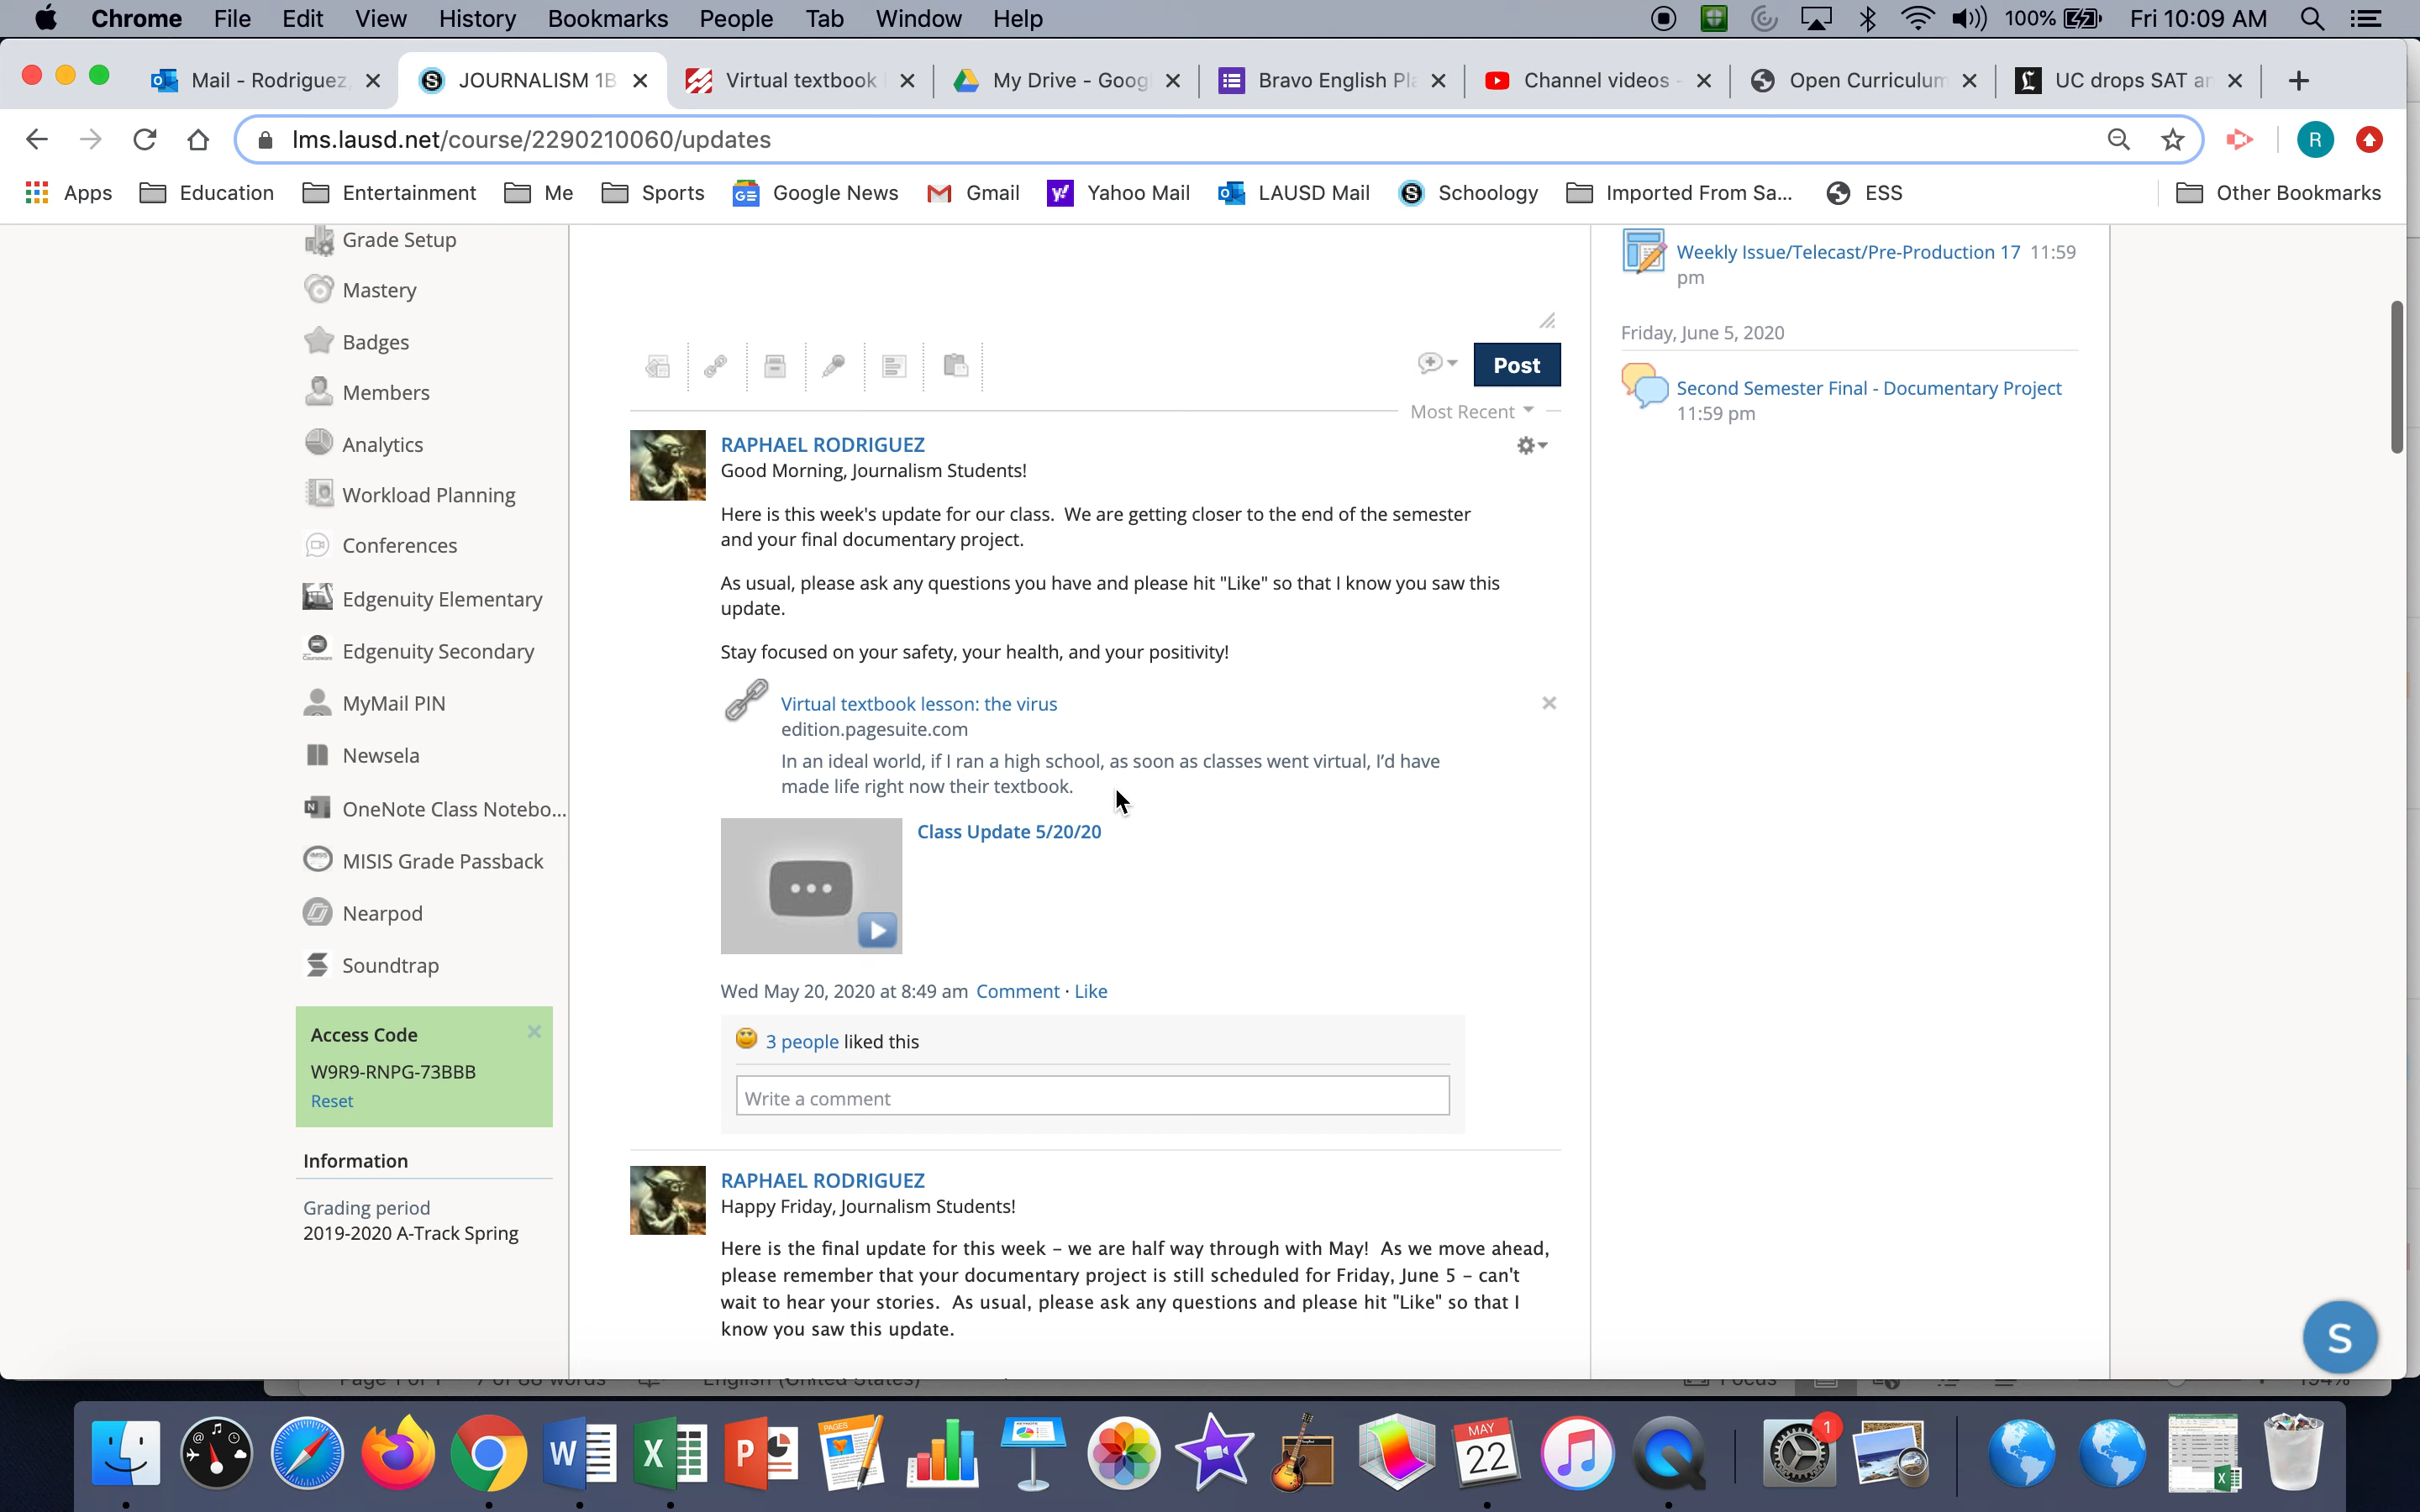 Chrome File Edit View History Bookmarks People Tab Window Help 100% Fri 10:09 AM
Mail - Rodriguez, JOURNALISM 1B Virtual textbook My Drive - Goog Bravo English Pla Channel videos - Open Curriculum UC drops SAT an
lms.lausd.net/course/2290210060/updates R
Apps Education Entertainment Me Sports Google News Gmail Yahoo Mail LAUSD Mail Schoology Imported From Sa... ESS Other Bookmarks
Grade Setup
Mastery
Badges
Members
Analytics
Workload Planning
Conferences
Edgenuity Elementary
Edgenuity Secondary
MyMail PIN
Newsela
OneNote Class Notebo...
MISIS Grade Passback
Nearpod
Soundtrap
Access Code
W9R9-RNPG-73BBB
Reset
Information
Grading period
2019-2020 A-Track Spring
Post
Most Recent
RAPHAEL RODRIGUEZ
Good Morning, Journalism Students!
Here is this week's update for our class. We are getting closer to the end of the semester
and your final documentary project.
As usual, please ask any questions you have and please hit "Like" so that I know you saw this
update.
Stay focused on your safety, your health, and your positivity!
Virtual textbook lesson: the virus
edition.pagesuite.com
In an ideal world, if I ran a high school, as soon as classes went virtual, I'd have
made life right now their textbook.
Class Update 5/20/20
Wed May 20, 2020 at 8:49 am Comment · Like
3 people liked this
Write a comment
RAPHAEL RODRIGUEZ
Happy Friday, Journalism Students!
Here is the final update for this week – we are half way through with May! As we move ahead,
please remember that your documentary project is still scheduled for Friday, June 5 – can't
wait to hear your stories. As usual, please ask any questions and please hit "Like" so that I
know you saw this update.
Weekly Issue/Telecast/Pre-Production 17 11:59
pm
Friday, June 5, 2020
Second Semester Final - Documentary Project
11:59 pm
S
Page 1 of 1 7 of 88 words English (United States) Focus 194%
W X P PAGES MAY 22 1